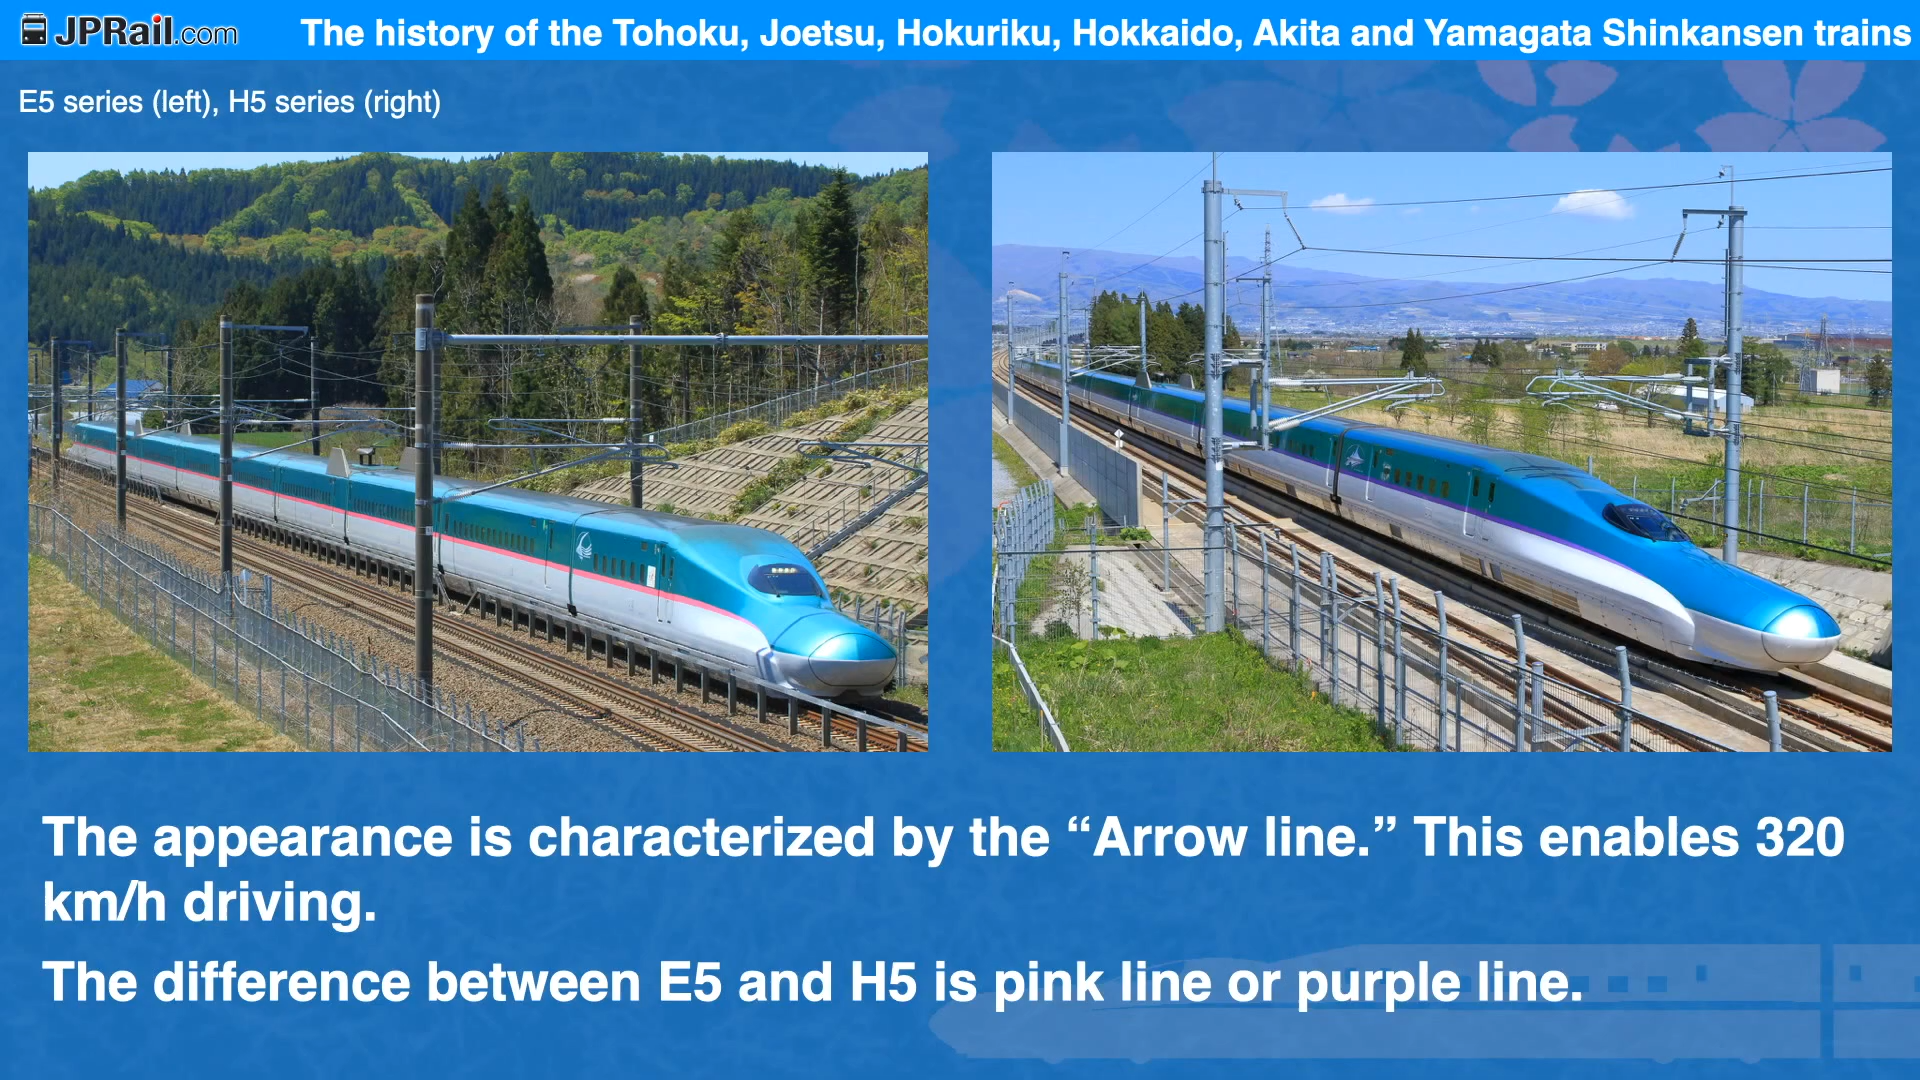 JPRail.com
The history of the Tohoku, Joetsu, Hokuriku, Hokkaido, Akita and Yamagata Shinkansen trains
E5 series (left), H5 series (right)
The appearance is characterized by the “Arrow line.” This enables 320
km/h driving.
The difference between E5 and H5 is pink line or purple line.